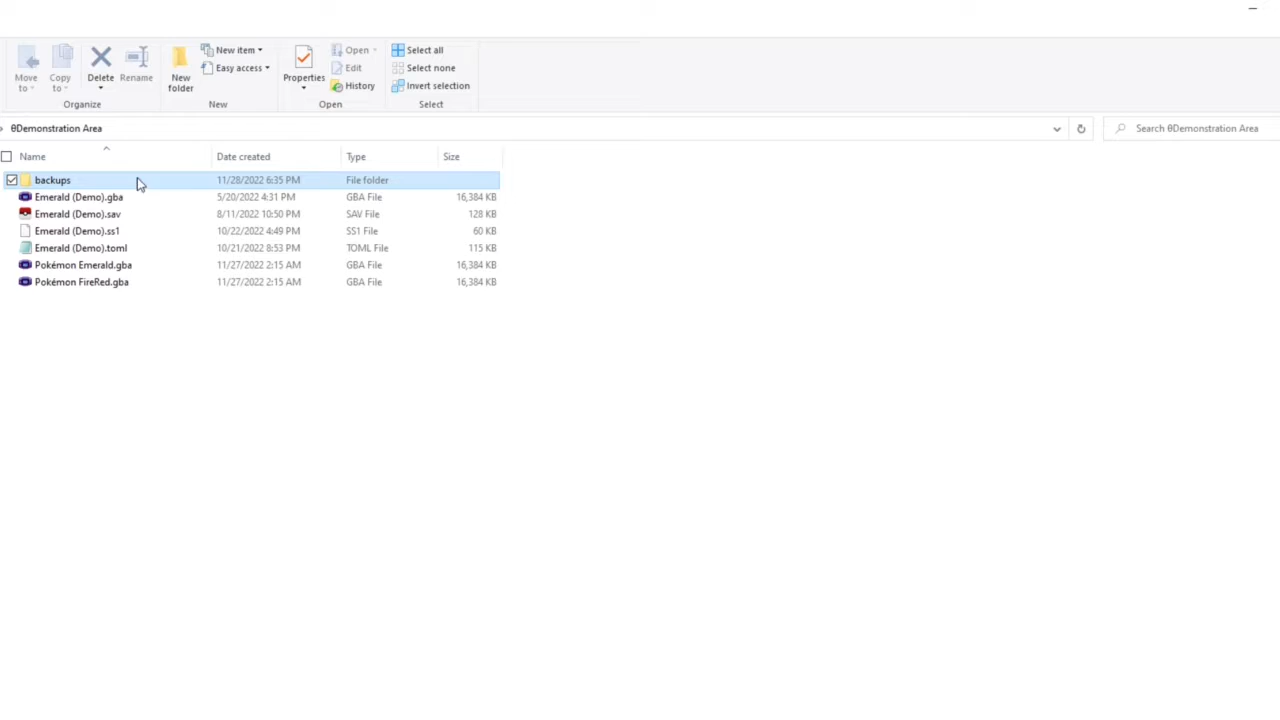 New item
Open
Select all
Easy access
Edit
Select none
Move to
Copy to
Delete
Rename
New folder
Properties
History
Invert selection
Organize
New
Open
Select
θDemonstration Area
Search θDemonstration Area
Name
Date created
Type
Size
backups 11/28/2022 6:35 PM File folder
Emerald (Demo).gba 5/20/2022 4:31 PM GBA File 16,384 KB
Emerald (Demo).sav 8/11/2022 10:50 PM SAV File 128 KB
Emerald (Demo).ss1 10/22/2022 4:49 PM SS1 File 60 KB
Emerald (Demo).toml 10/21/2022 8:53 PM TOML File 115 KB
Pokémon Emerald.gba 11/27/2022 2:15 AM GBA File 16,384 KB
Pokémon FireRed.gba 11/27/2022 2:15 AM GBA File 16,384 KB